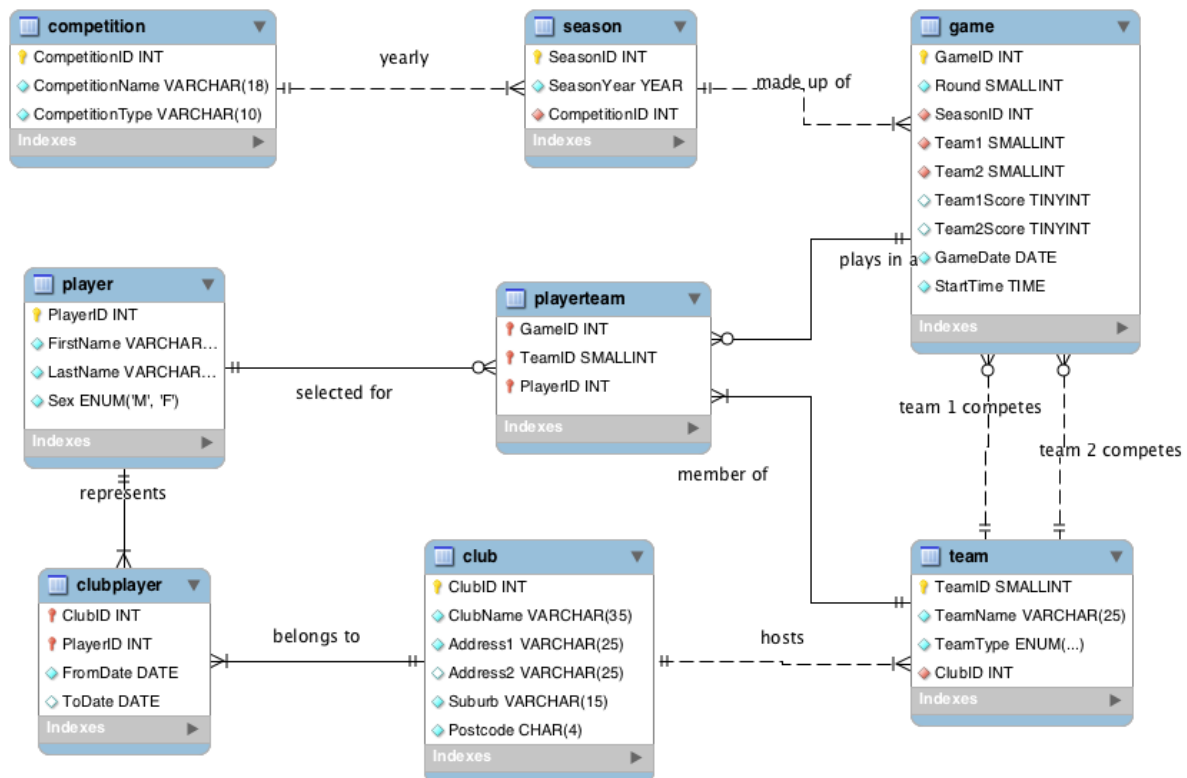 competition
CompetitionID INT
CompetitionName VARCHAR(18)
CompetitionType VARCHAR(10)
Indexes
yearly
season
SeasonID INT
SeasonYear YEAR
CompetitionID INT
Indexes
made up of
game
GameID INT
Round SMALLINT
SeasonID INT
Team1 SMALLINT
Team2 SMALLINT
Team1Score TINYINT
Team2Score TINYINT
GameDate DATE
StartTime TIME
Indexes
plays in a
player
PlayerID INT
FirstName VARCHAR...
LastName VARCHAR...
Sex ENUM('M', 'F')
Indexes
selected for
playerteam
GameID INT
TeamID SMALLINT
PlayerID INT
Indexes
team 1 competes
team 2 competes
member of
represents
clubplayer
ClubID INT
PlayerID INT
FromDate DATE
ToDate DATE
Indexes
belongs to
club
ClubID INT
ClubName VARCHAR(35)
Address1 VARCHAR(25)
Address2 VARCHAR(25)
Suburb VARCHAR(15)
Postcode CHAR(4)
Indexes
hosts
team
TeamID SMALLINT
TeamName VARCHAR(25)
TeamType ENUM(...)
ClubID INT
Indexes